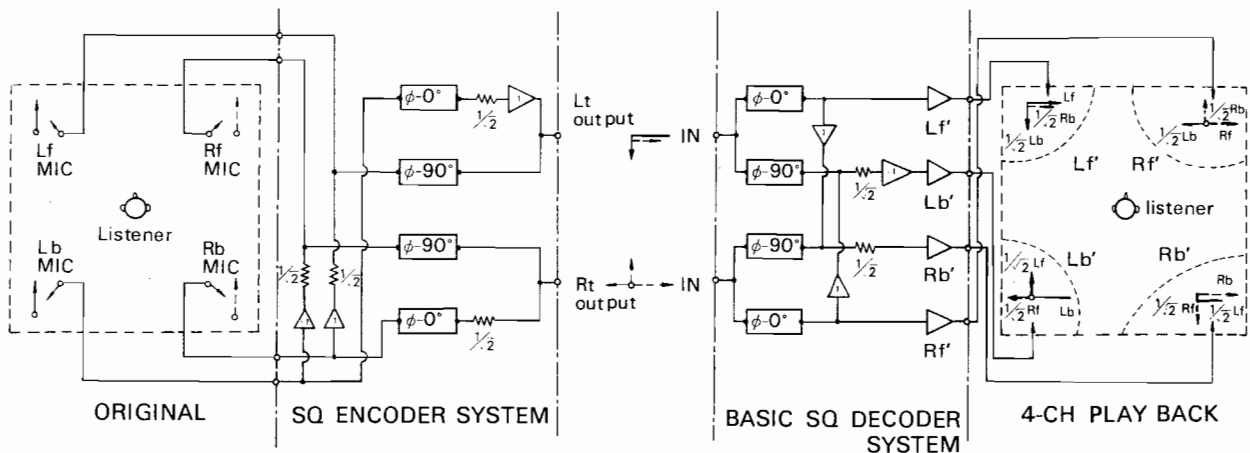 Lf
MIC
Rf
MIC
Listener
Lb
MIC
Rb
MIC
ORIGINAL
1/√2
1/√2
1
1
φ-0°
1/√2
1
φ-90°
φ-90°
φ-0°
1/√2
SQ ENCODER SYSTEM
Lt
output
Rt
output
IN
IN
φ-0°
φ-90°
φ-90°
φ-0°
1
1/√2
1
1/√2
1
Lf'
Lb'
Rb'
Rf'
BASIC SQ DECODER
SYSTEM
Lf
1/√2 Rb
1/√2 Lb
Lf'
1/√2 Rb
1/√2 Lb
Rf
Rf'
listener
Lb'
1/√2 Lf
1/√2 Rf
Lb
Rb'
Rb
1/√2 Rf
1/√2 Lf
4-CH PLAY BACK